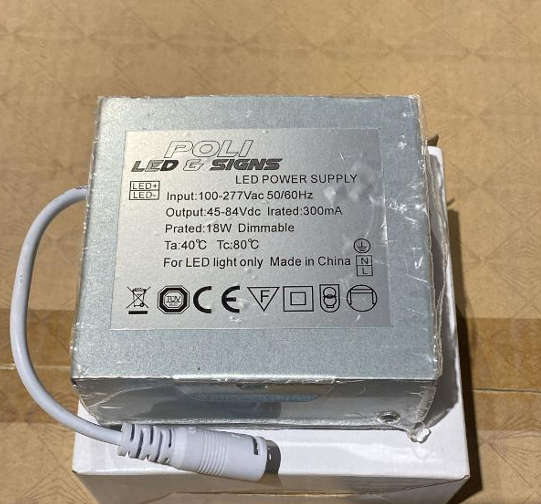 POLI
LED & SIGNS
LED POWER SUPPLY
LED+
LED-
Input:100-277Vac 50/60Hz
Output:45-84Vdc Irated:300mA
Prated:18W Dimmable
Ta:40℃ Tc:80℃
For LED light only Made in China
N
L
TÜV CE F